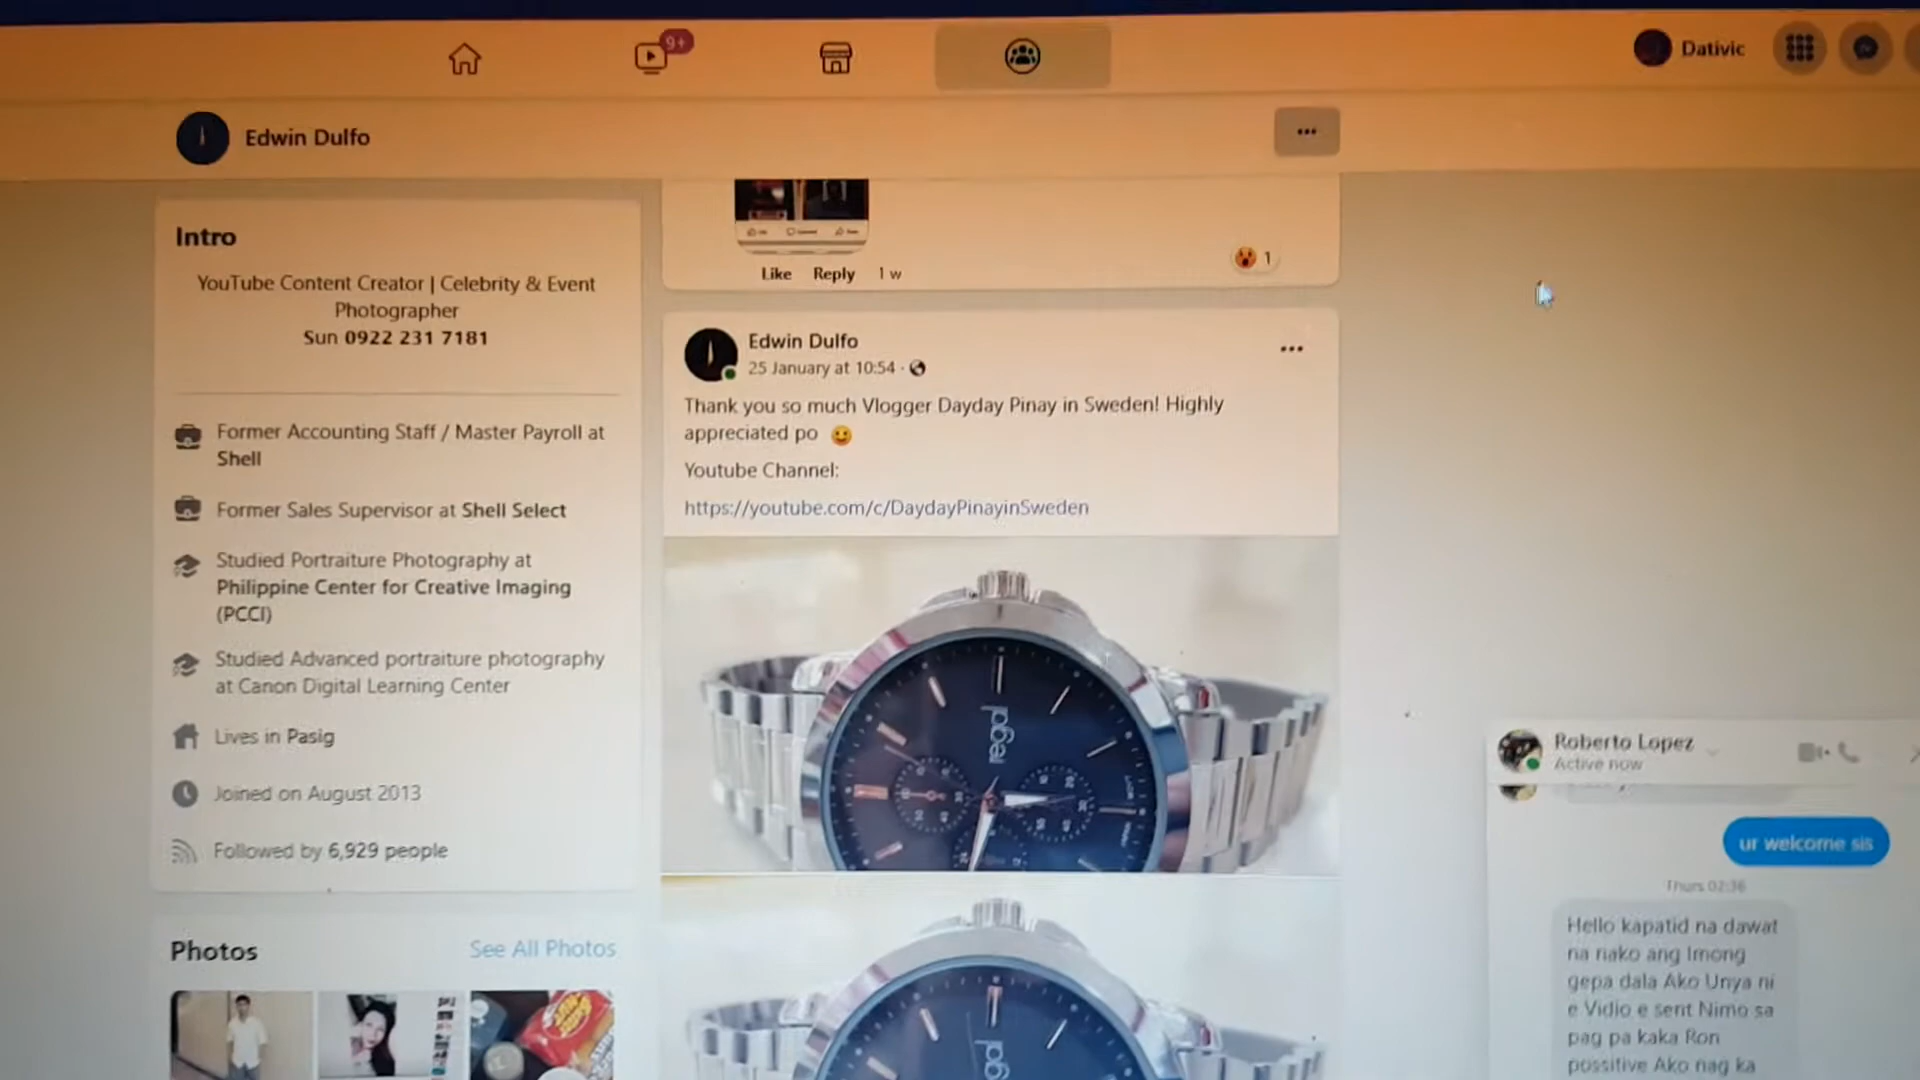 9+
Dativic
Edwin Dulfo
Intro
YouTube Content Creator | Celebrity & Event
Photographer
Sun 0922 231 7181
Former Accounting Staff / Master Payroll at
Shell
Former Sales Supervisor at Shell Select
Studied Portraiture Photography at
Philippine Center for Creative Imaging
(PCCI)
Studied Advanced portraiture photography
at Canon Digital Learning Center
Lives in Pasig
Joined on August 2013
Followed by 6,929 people
Photos
See All Photos
Like Reply 1 w
1
Edwin Dulfo
25 January at 10:54 ·
Thank you so much Vlogger Dayday Pinay in Sweden! Highly
appreciated po
Youtube Channel:
https://youtube.com/c/DaydayPinayinSweden
Roberto Lopez
Active now
ur welcome sis
Thurs 02:36
Hello kapatid na dawat
na nako ang Imong
gepa dala Ako Unya ni
e Vidio e sent Nimo sa
pag pa kaka Ron
possitive Ako nag ka